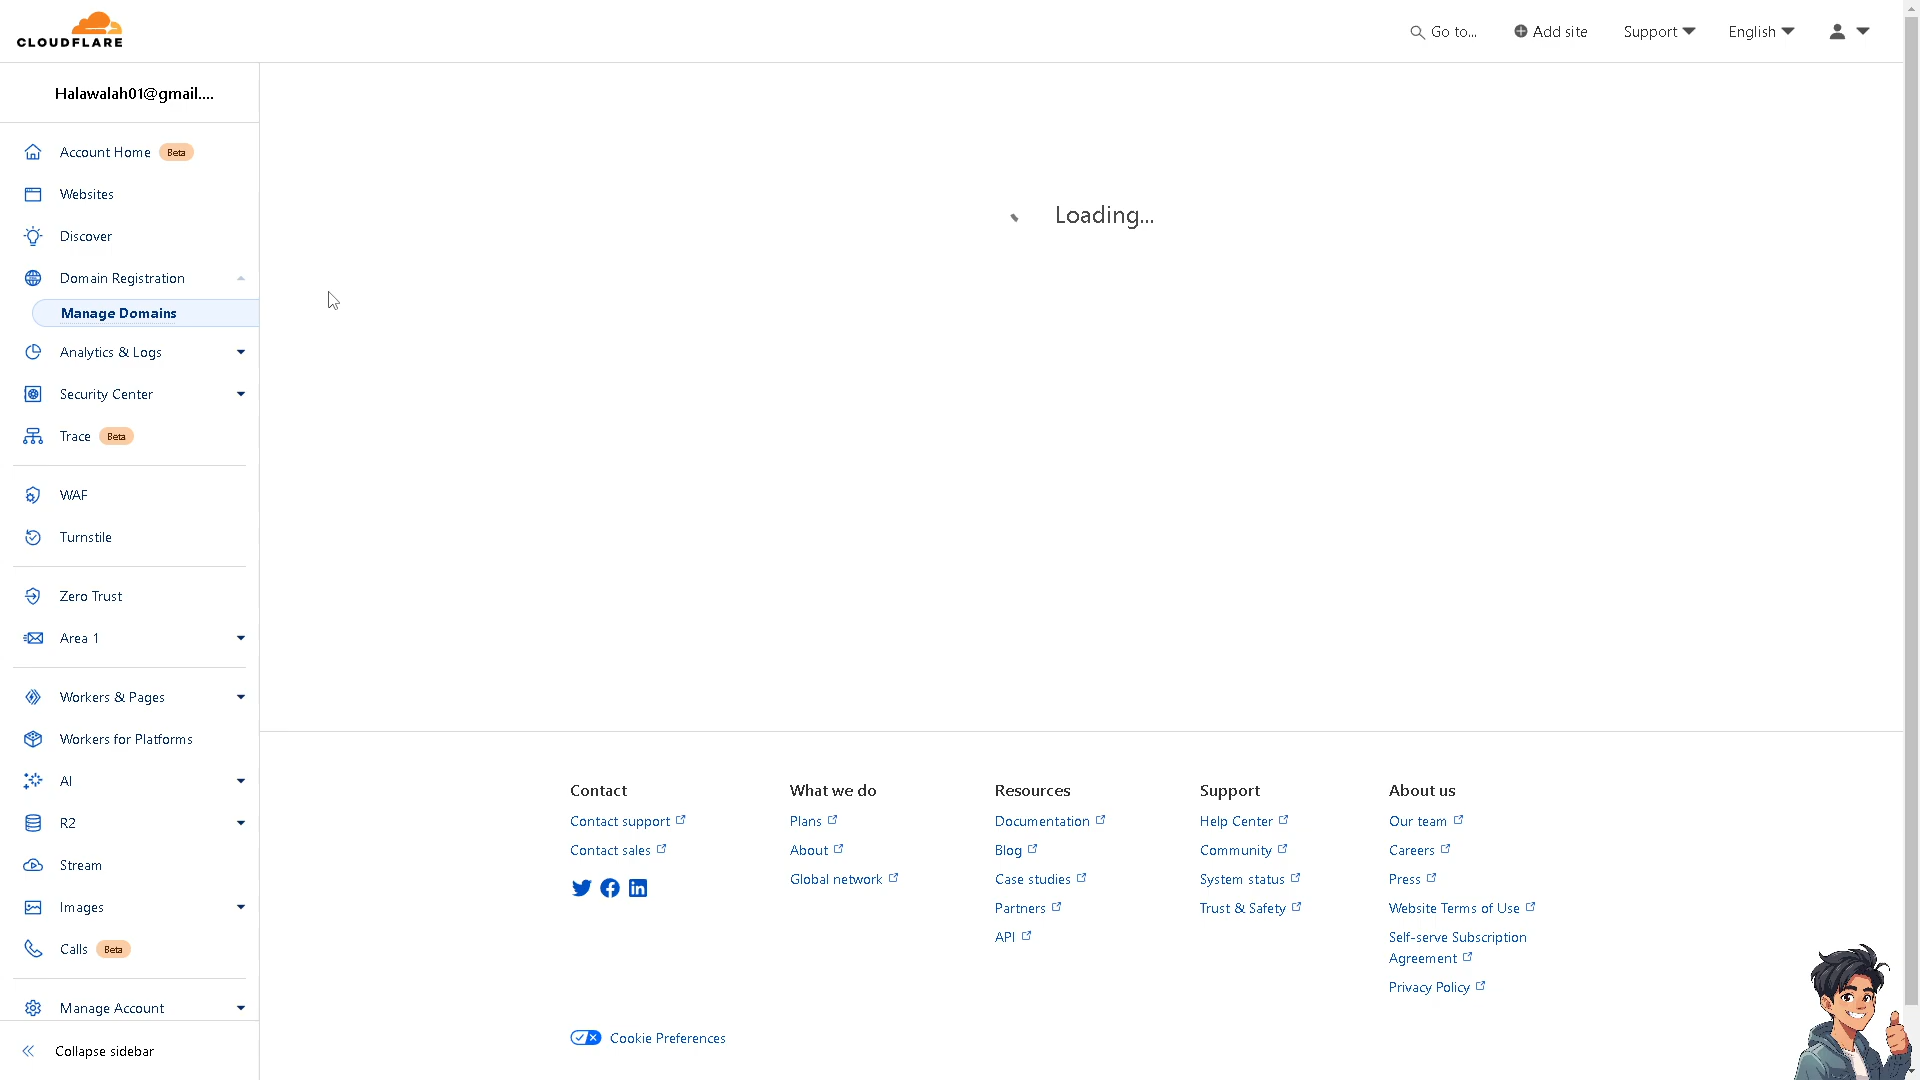 CLOUDFLARE
Go to...
Add site
Support
English
Halawalah01@gmail....
Account Home Beta
Websites
Discover
Domain Registration
Manage Domains
Analytics & Logs
Security Center
Trace Beta
WAF
Turnstile
Zero Trust
Area 1
Workers & Pages
Workers for Platforms
AI
R2
Stream
Images
Calls Beta
Manage Account
Collapse sidebar
Loading...
Contact
Contact support
Contact sales
What we do
Plans
About
Global network
Resources
Documentation
Blog
Case studies
Partners
API
Support
Help Center
Community
System status
Trust & Safety
About us
Our team
Careers
Press
Website Terms of Use
Self-serve Subscription
Agreement
Privacy Policy
Cookie Preferences